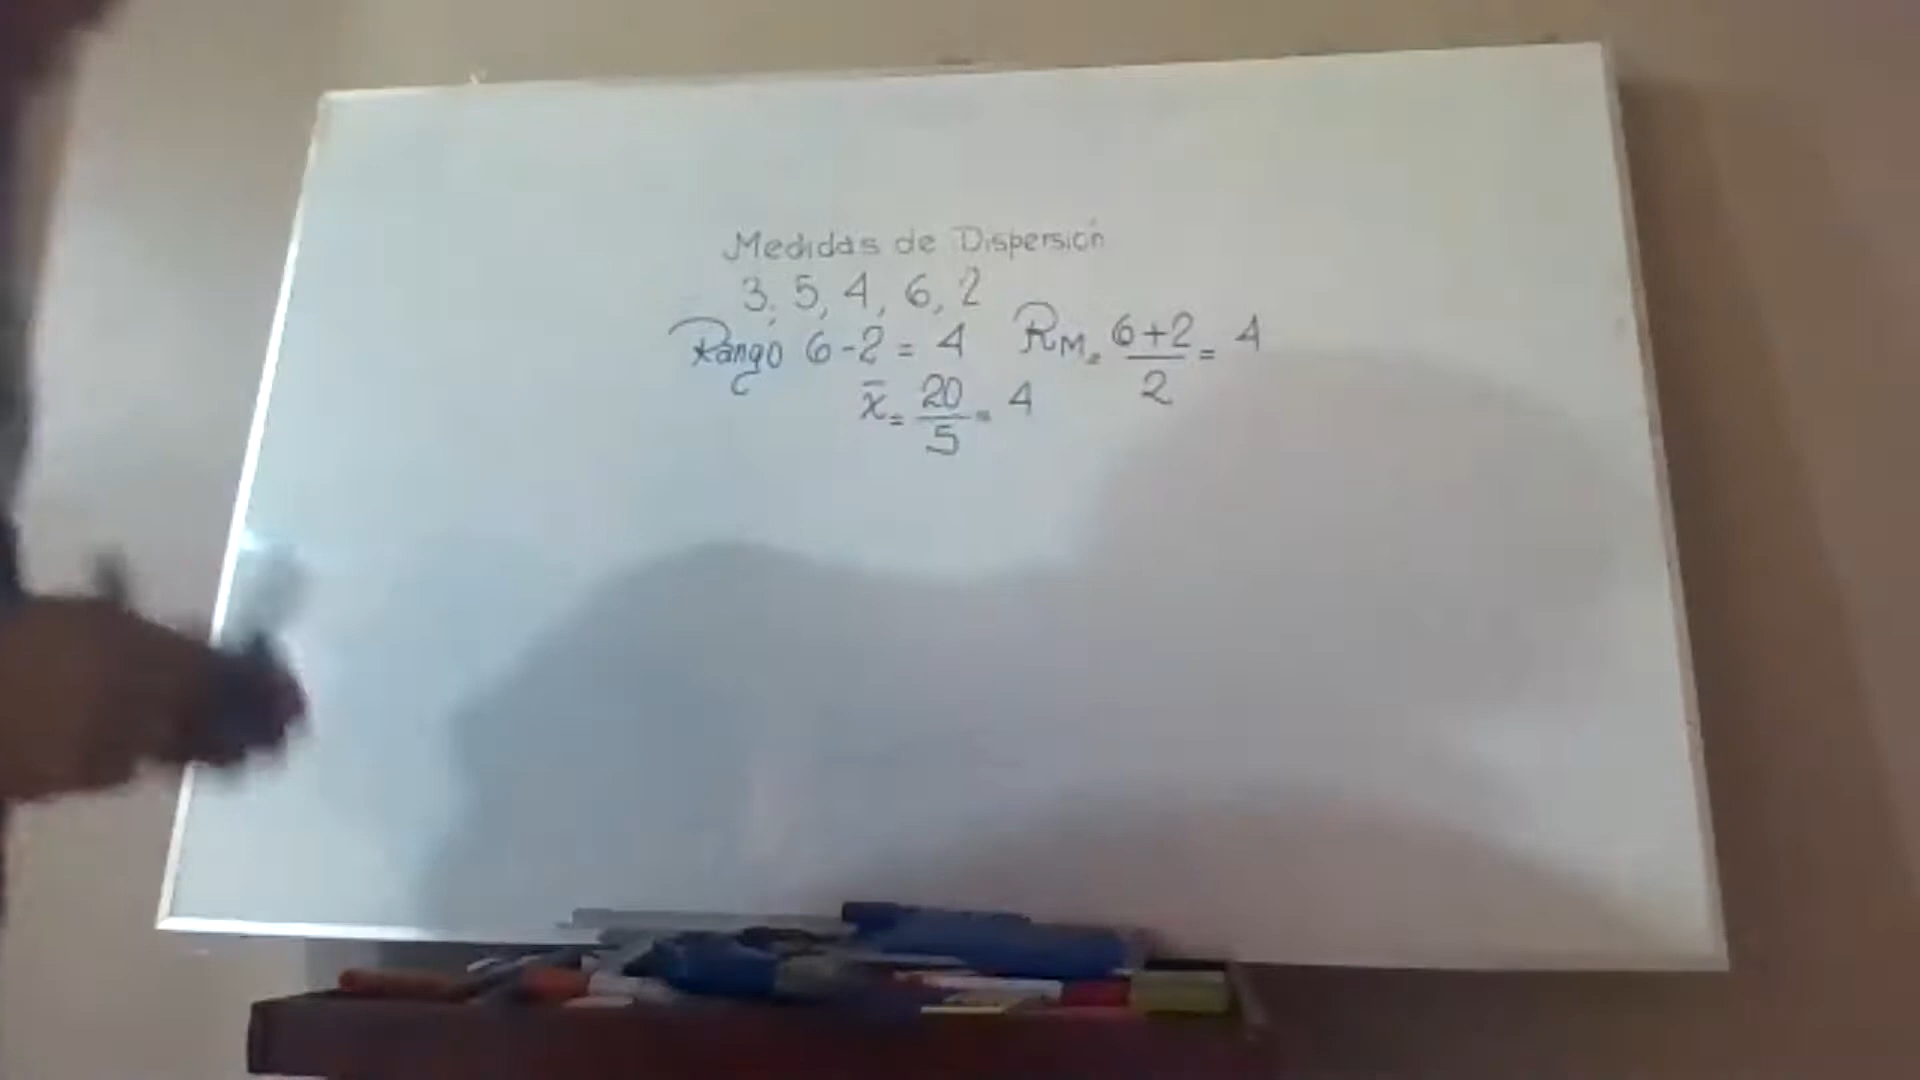 Medidas de Dispersión
3, 5, 4, 6, 2
Rango 6-2 = 4 RM = 6+2/2 = 4
x̄ = 20/5 = 4